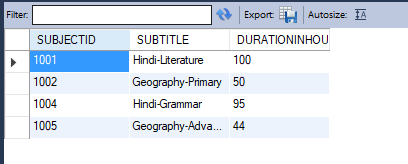 Filter: Export: Autosize:
SUBJECTID SUBTITLE DURATIONINHOU
1001 Hindi-Literature 100
1002 Geography-Primary 50
1004 Hindi-Grammar 95
1005 Geography-Adva... 44